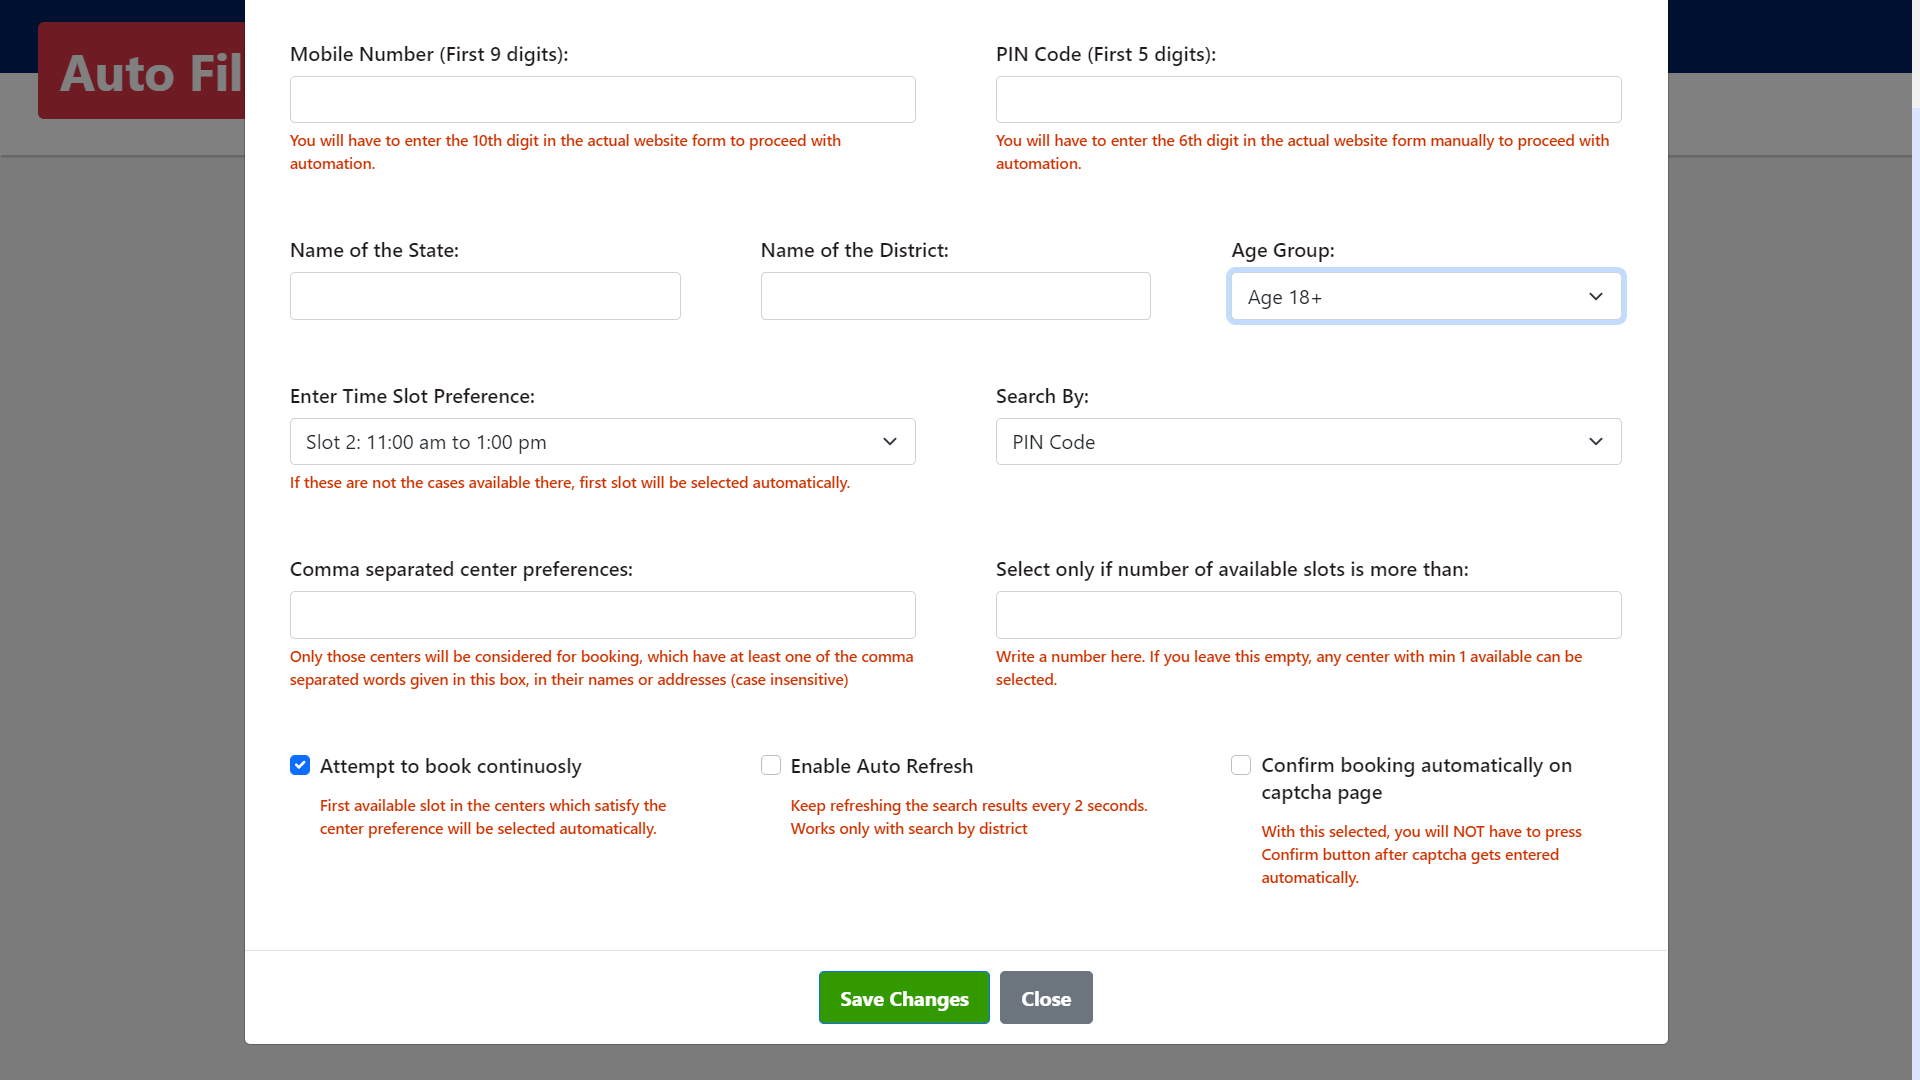 Auto Fil
Mobile Number (First 9 digits):
PIN Code (First 5 digits):
You will have to enter the 10th digit in the actual website form to proceed with
automation.
You will have to enter the 6th digit in the actual website form manually to proceed with
automation.
Name of the State:
Name of the District:
Age Group:
Age 18+
Enter Time Slot Preference:
Search By:
Slot 2: 11:00 am to 1:00 pm
PIN Code
If these are not the cases available there, first slot will be selected automatically.
Comma separated center preferences:
Select only if number of available slots is more than:
Only those centers will be considered for booking, which have at least one of the comma
separated words given in this box, in their names or addresses (case insensitive)
Write a number here. If you leave this empty, any center with min 1 available can be
selected.
Attempt to book continuosly
First available slot in the centers which satisfy the
center preference will be selected automatically.
Enable Auto Refresh
Keep refreshing the search results every 2 seconds.
Works only with search by district
Confirm booking automatically on
captcha page
With this selected, you will NOT have to press
Confirm button after captcha gets entered
automatically.
Save Changes
Close